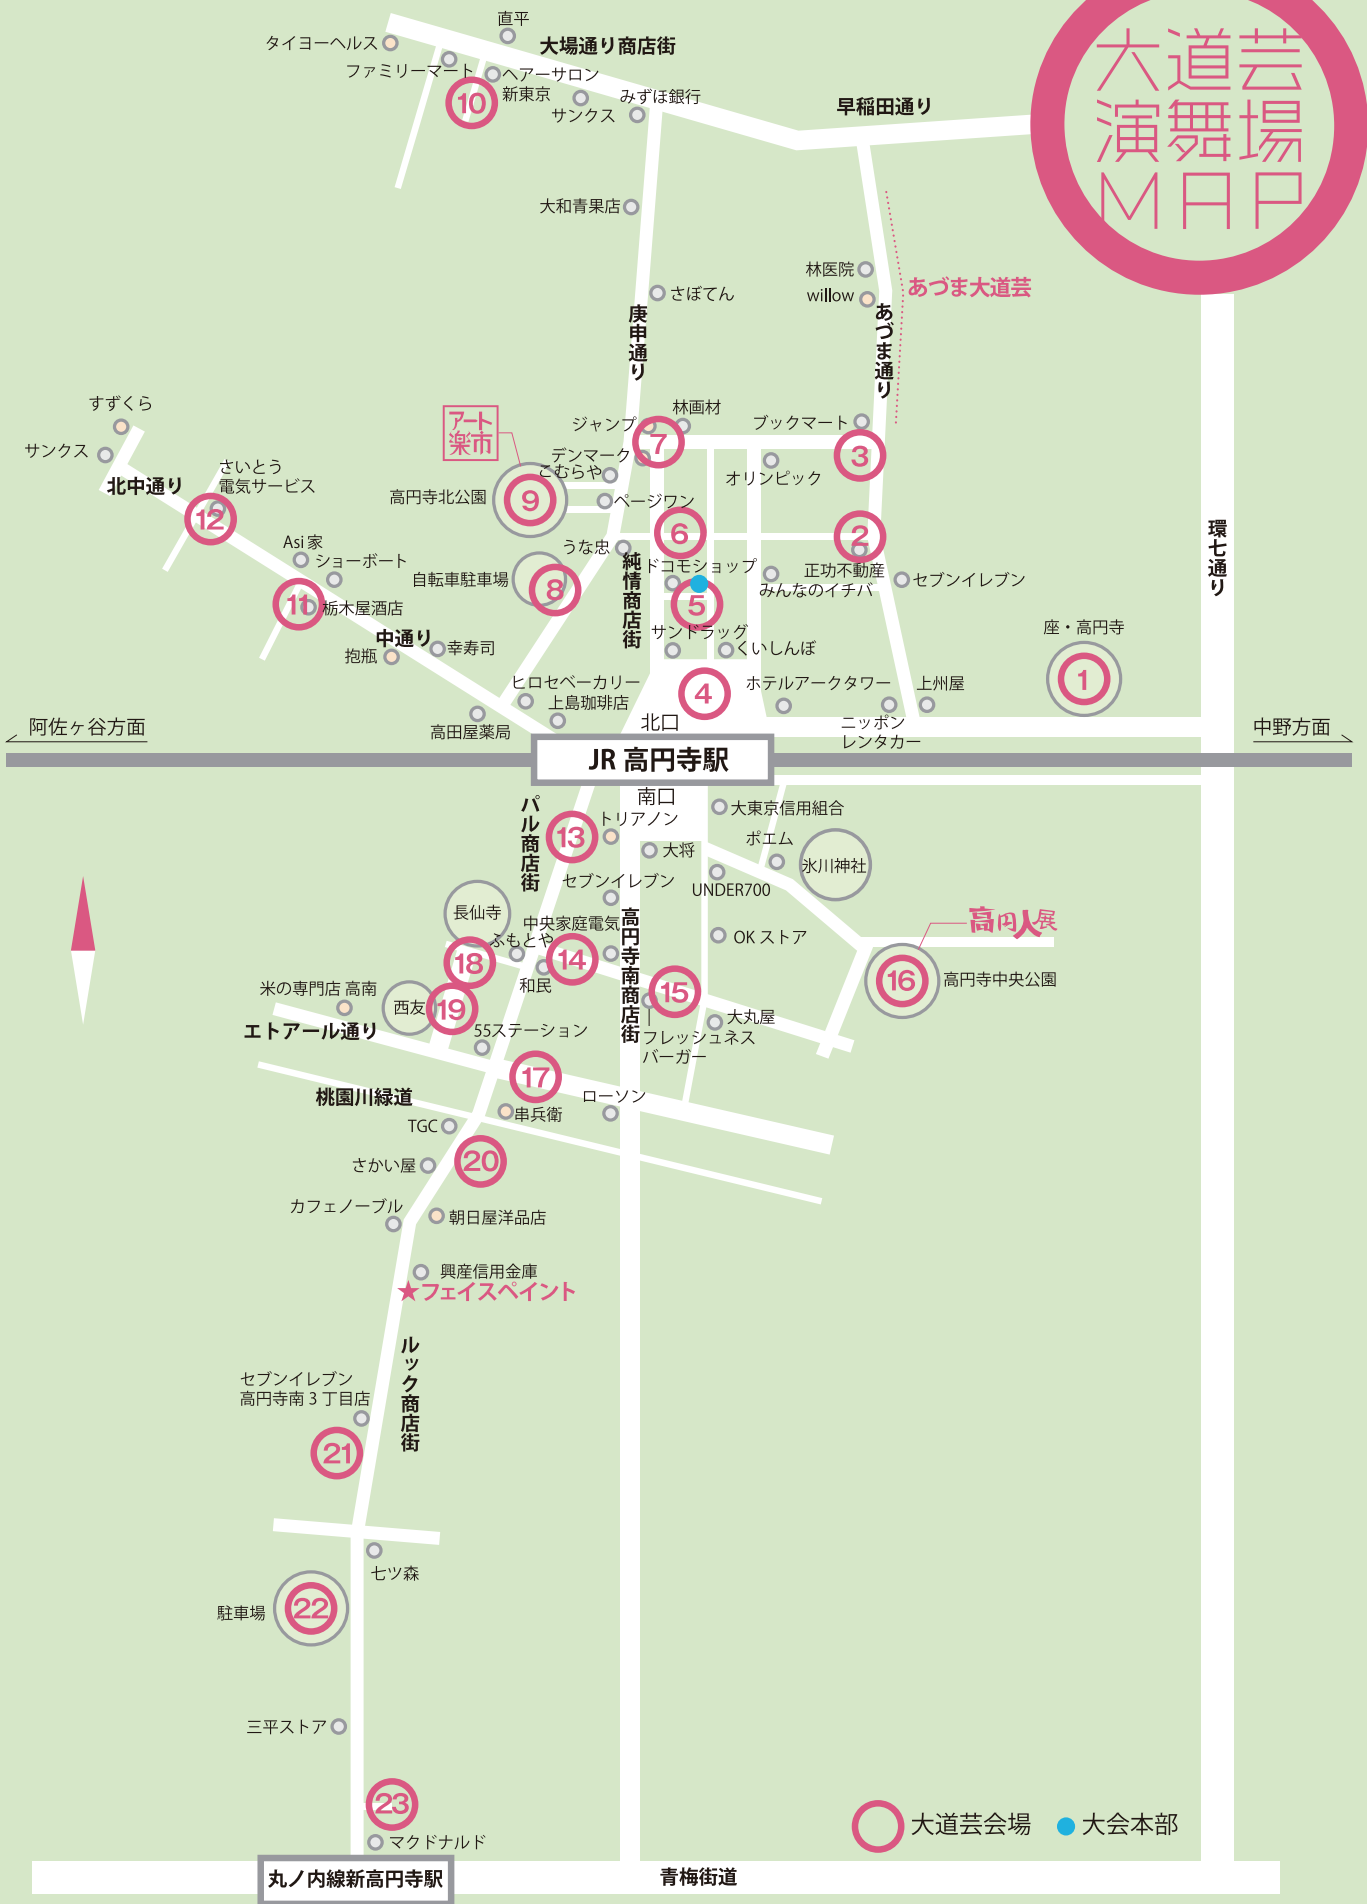 大道芸
演舞場
MAP
直平
タイヨーヘルス
大場通り商店街
ファミリーマート
ヘアーサロン
新東京
10
サンクス
みずほ銀行
早稲田通り
大和青果店
林医院
willow
あづま大道芸
さぼてん
庚申通り
あづま通り
すずくら
サンクス
北中通り
さいとう
電気サービス
12
アート
楽市
ジャンプ
林画材
7
ブックマート
3
デンマーク
こむらや
オリンピック
高円寺北公園
9
ページワン
6
2
Asi家
ショーボート
うな忠
純情商店街
ドコモショップ
正功不動産
みんなのイチバ
セブンイレブン
環七通り
自転車駐車場
8
5
11
栃木屋酒店
中通り
幸寿司
抱瓶
サンドラッグ
くいしんぼ
座・高円寺
1
ヒロセベーカリー
上島珈琲店
4
ホテルアークタワー
上州屋
高田屋薬局
北口
ニッポン
レンタカー
阿佐ヶ谷方面
中野方面
JR 高円寺駅
南口
パル商店街
13
トリアノン
大東京信用組合
大将
ポエム
氷川神社
セブンイレブン
UNDER700
長仙寺
中央家庭電気
高円寺南商店街
高円人展
ふもとや
OKストア
18
14
和民
15
16
高円寺中央公園
米の専門店 高南
西友
19
エトアール通り
55ステーション
大丸屋
フレッシュネス
バーガー
17
桃園川緑道
串兵衛
ローソン
TGC
さかい屋
20
カフェノーブル
朝日屋洋品店
興産信用金庫
★フェイスペイント
ルック商店街
セブンイレブン
高円寺南3丁目店
21
七ツ森
駐車場
22
三平ストア
23
マクドナルド
大道芸会場
大会本部
丸ノ内線新高円寺駅
青梅街道